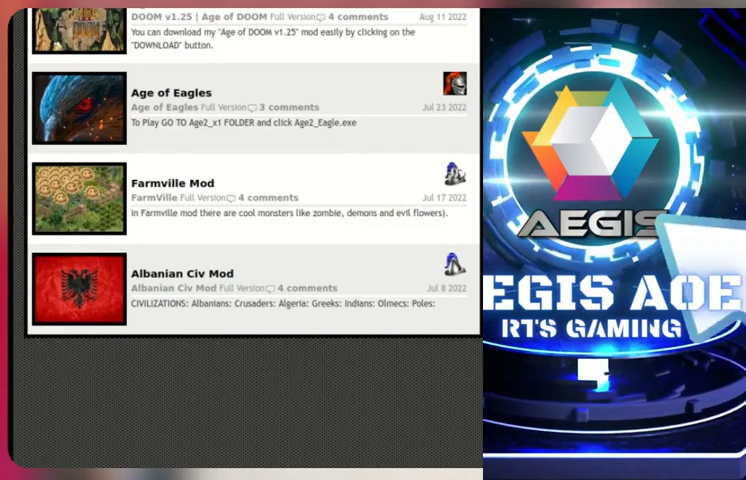 DOOM v1.25 | Age of DOOM Full Version 4 comments Aug 11 2022
You can download my "Age of DOOM v1.25" mod easily by clicking on the
"DOWNLOAD" button.
Age of Eagles
Age of Eagles Full Version 3 comments Jul 23 2022
To Play GO TO Age2_x1 FOLDER and click Age2_Eagle.exe
Farmville Mod
FarmVille Full Version 4 comments Jul 17 2022
In Farmville mod there are cool monsters like zombie, demons and evil flowers).
Albanian Civ Mod
Albanian Civ Mod Full Version 4 comments Jul 8 2022
CIVILIZATIONS: Albanians: Crusaders: Algeria: Greeks: Indians: Olmecs: Poles:
AEGIS
EGIS AOE
RTS GAMING